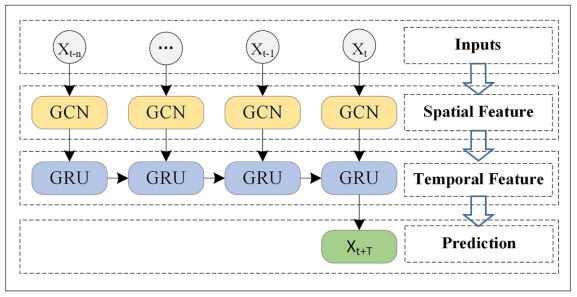 X_{t-n} ... X_{t-1} X_t Inputs
GCN GCN GCN GCN Spatial Feature
GRU GRU GRU GRU Temporal Feature
X_{t+T} Prediction